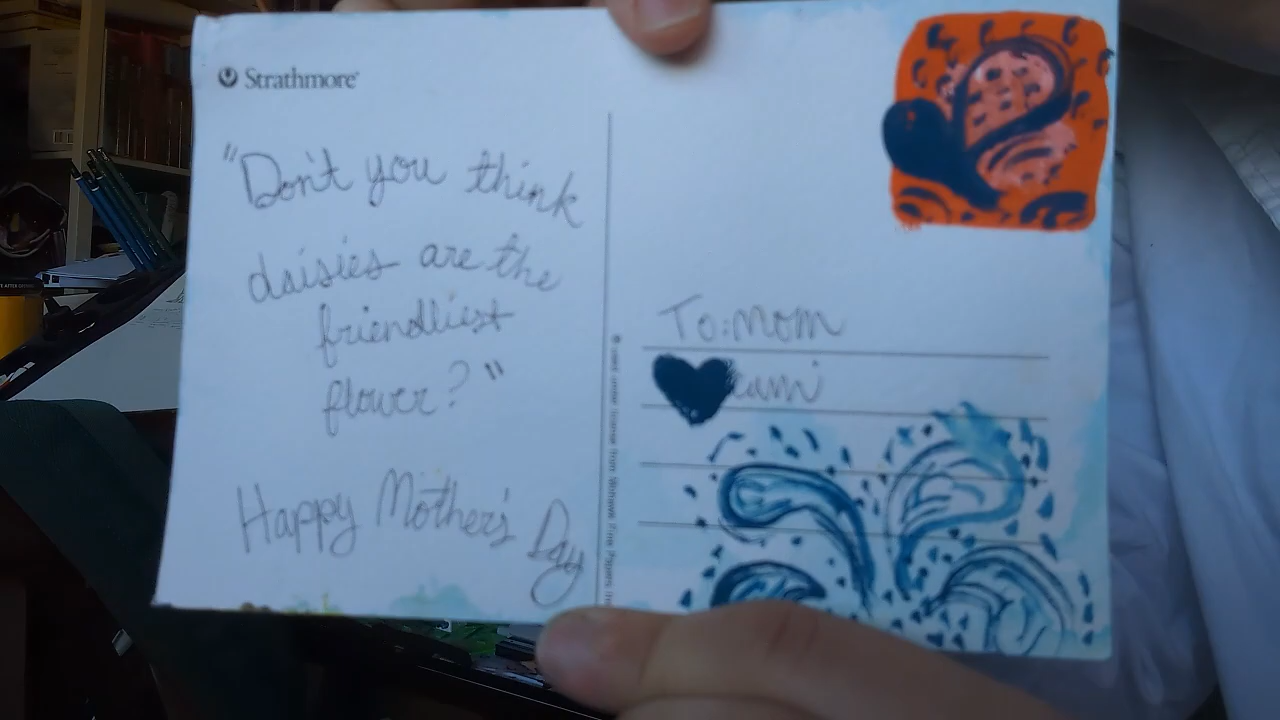 Strathmore
"Don't you think
daisies are the
friendliest
flower?"
Happy Mother's Day
To: Mom